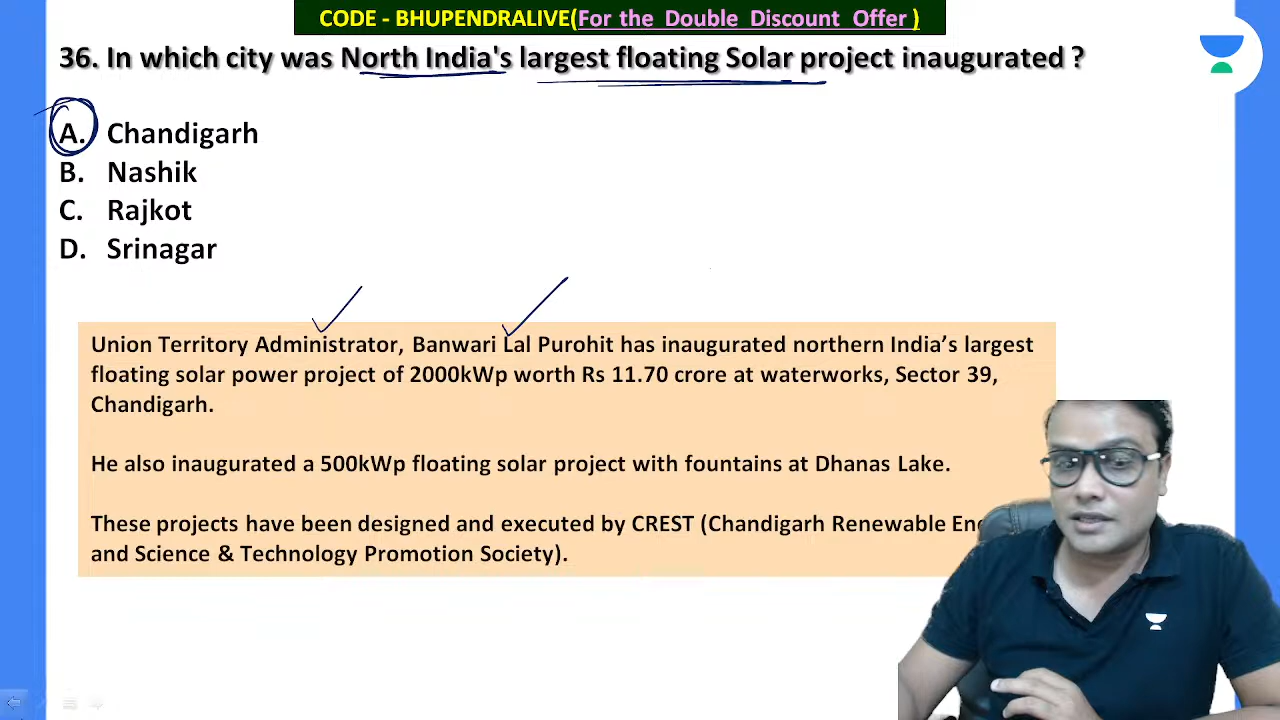 CODE - BHUPENDRALIVE(For the Double Discount Offer )
36. In which city was North India's largest floating Solar project inaugurated ?
A. Chandigarh
B. Nashik
C. Rajkot
D. Srinagar
Union Territory Administrator, Banwari Lal Purohit has inaugurated northern India’s largest
floating solar power project of 2000kWp worth Rs 11.70 crore at waterworks, Sector 39,
Chandigarh.
He also inaugurated a 500kWp floating solar project with fountains at Dhanas Lake.
These projects have been designed and executed by CREST (Chandigarh Renewable
and Science & Technology Promotion Society).